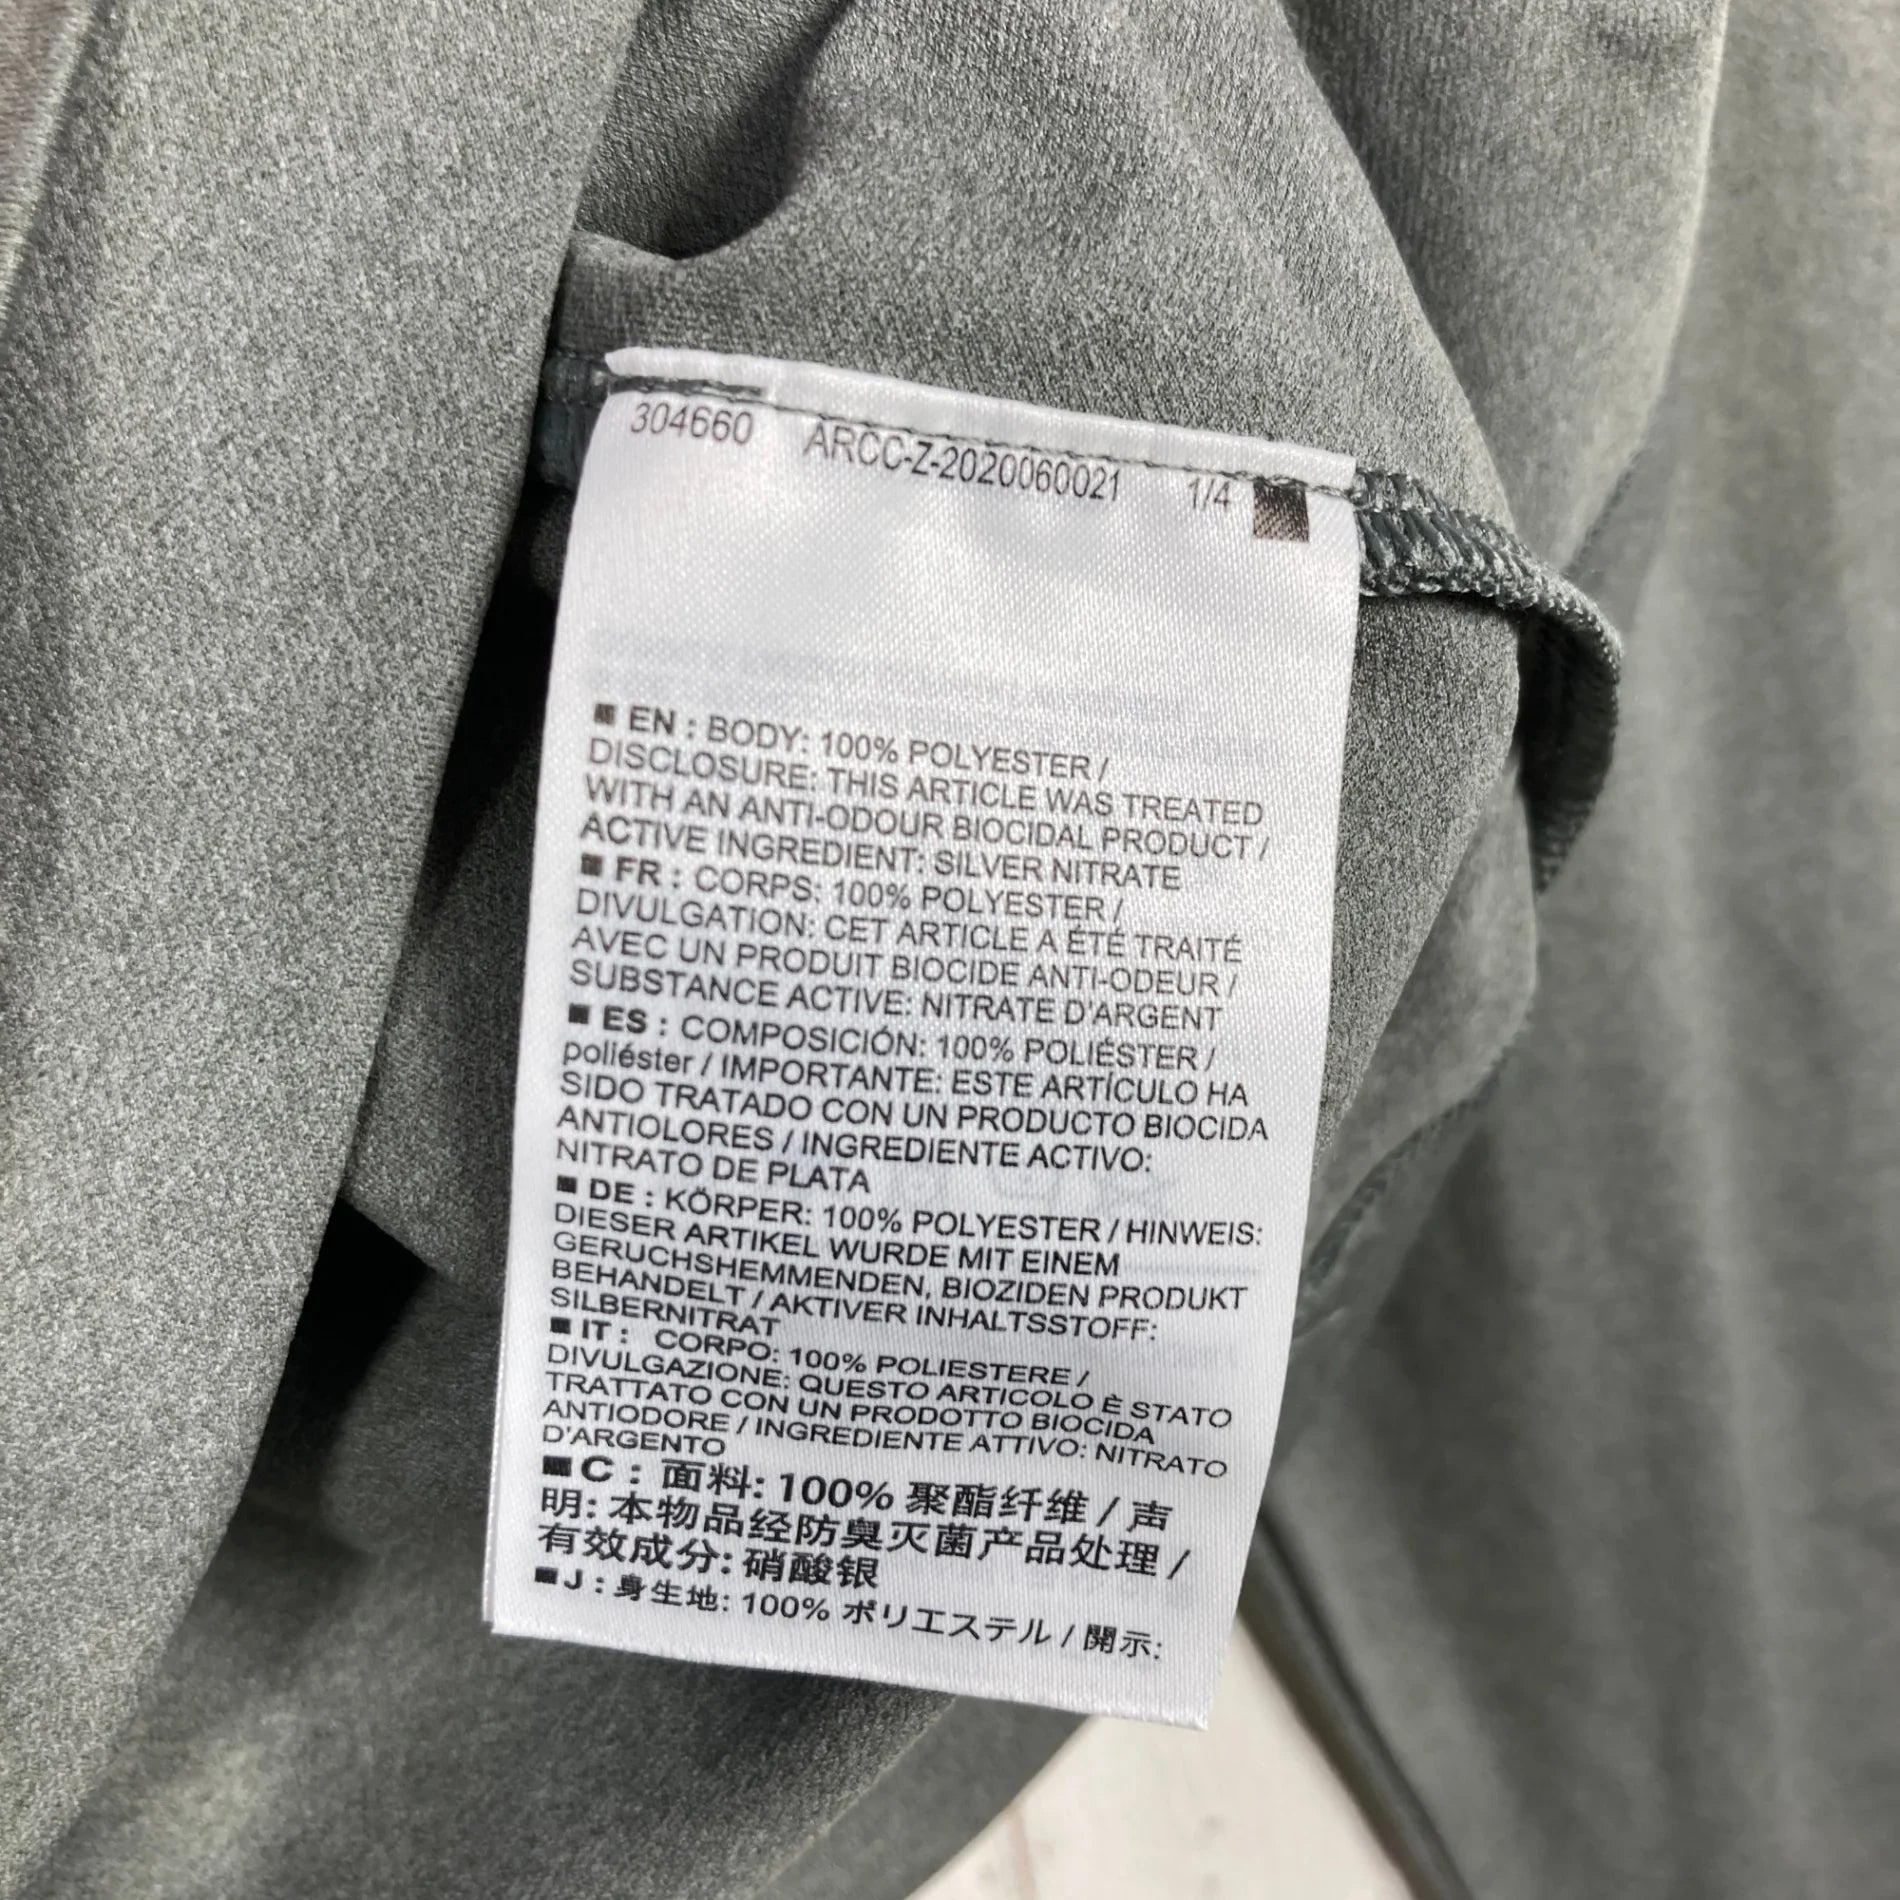 304660 ARCC-Z-2020060021 1/4
EN : BODY: 100% POLYESTER /
DISCLOSURE: THIS ARTICLE WAS TREATED
WITH AN ANTI-ODOUR BIOCIDAL PRODUCT /
ACTIVE INGREDIENT: SILVER NITRATE
FR : CORPS: 100% POLYESTER /
DIVULGATION: CET ARTICLE A ÉTÉ TRAITÉ
AVEC UN PRODUIT BIOCIDE ANTI-ODEUR /
SUBSTANCE ACTIVE: NITRATE D'ARGENT
ES : COMPOSICIÓN: 100% POLIÉSTER /
poliéster / IMPORTANTE: ESTE ARTÍCULO HA
SIDO TRATADO CON UN PRODUCTO BIOCIDA
ANTIOLORES / INGREDIENTE ACTIVO:
NITRATO DE PLATA
DE : KÖRPER: 100% POLYESTER / HINWEIS:
DIESER ARTIKEL WURDE MIT EINEM
GERUCHSHEMMENDEN, BIOZIDEN PRODUKT
BEHANDELT / AKTIVER INHALTSSTOFF:
SILBERNITRAT
IT : CORPO: 100% POLIESTERE /
DIVULGAZIONE: QUESTO ARTICOLO È STATO
TRATTATO CON UN PRODOTTO BIOCIDA
ANTIODORE / INGREDIENTE ATTIVO: NITRATO
D'ARGENTO
C : 面料: 100% 聚酯纤维 / 声
明: 本物品经防臭灭菌产品处理 /
有效成分: 硝酸银
J : 身生地: 100% ポリエステル / 開示: